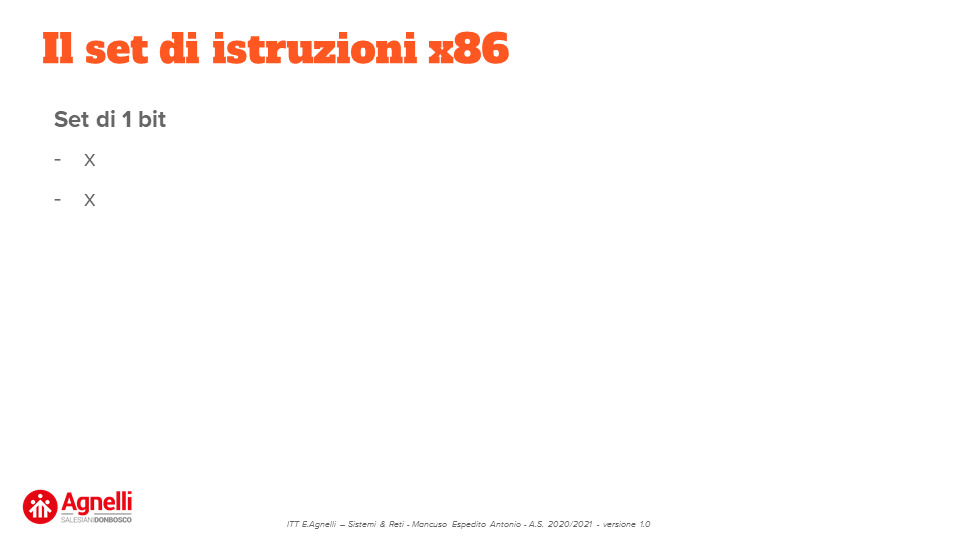 Il set di istruzioni x86
Set di 1 bit
- x
- x
Agnelli
SALESIANIDONBOSCO
ITT E.Agnelli – Sistemi & Reti - Mancuso Espedito Antonio - A.S. 2020/2021 - versione 1.0